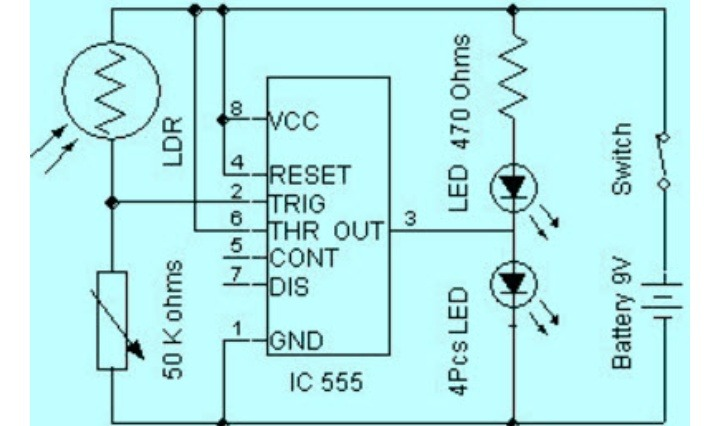 LDR
50 K ohms
8
VCC
4
RESET
2
TRIG
6
THR OUT
3
5
CONT
7
DIS
1
GND
IC 555
LED 470 Ohms
4Pcs LED
Switch
Battery 9V